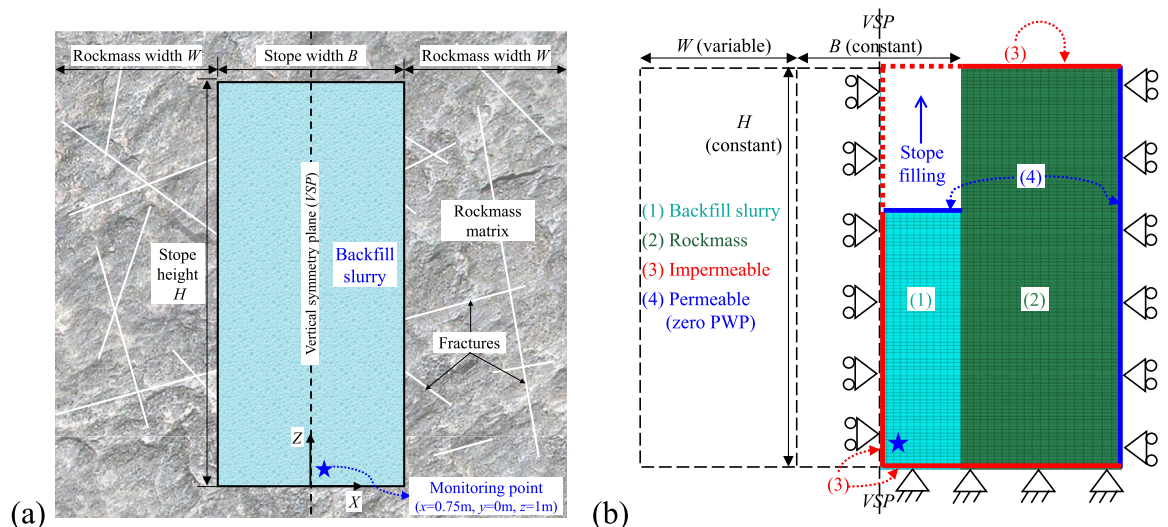 Rockmass width W
Stope width B
Rockmass width W
Vertical symmetry plane (VSP)
Stope
height
H
Backfill
slurry
Rockmass
matrix
Fractures
Z
X
Monitoring point
(x=0.75m, y=0m, z=1m)
(a)
VSP
W (variable)
B (constant)
(3)
H
(constant)
Stope
filling
(4)
(1) Backfill slurry
(2) Rockmass
(3) Impermeable
(4) Permeable
(zero PWP)
(1)
(2)
(3)
VSP
(b)